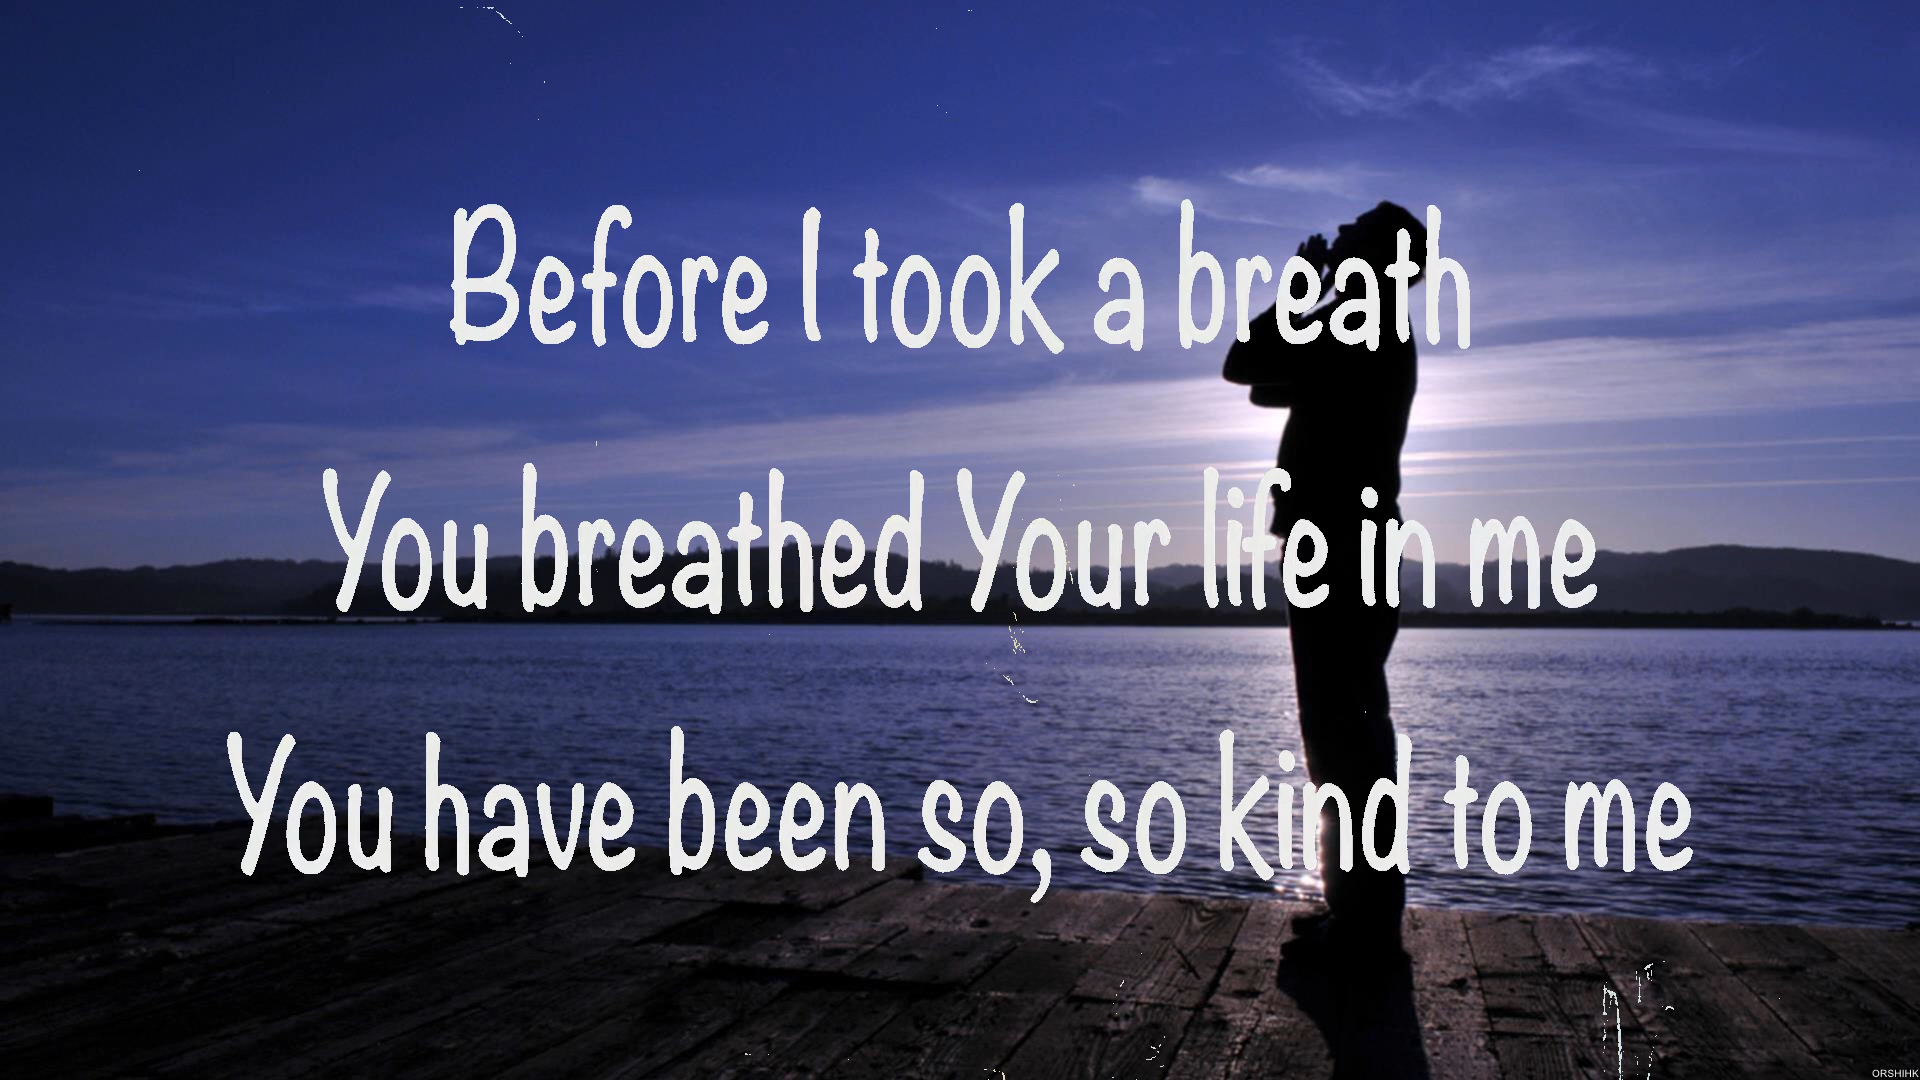 Before I took a breath
You breathed Your life in me
You have been so, so kind to me
ORSHIHK